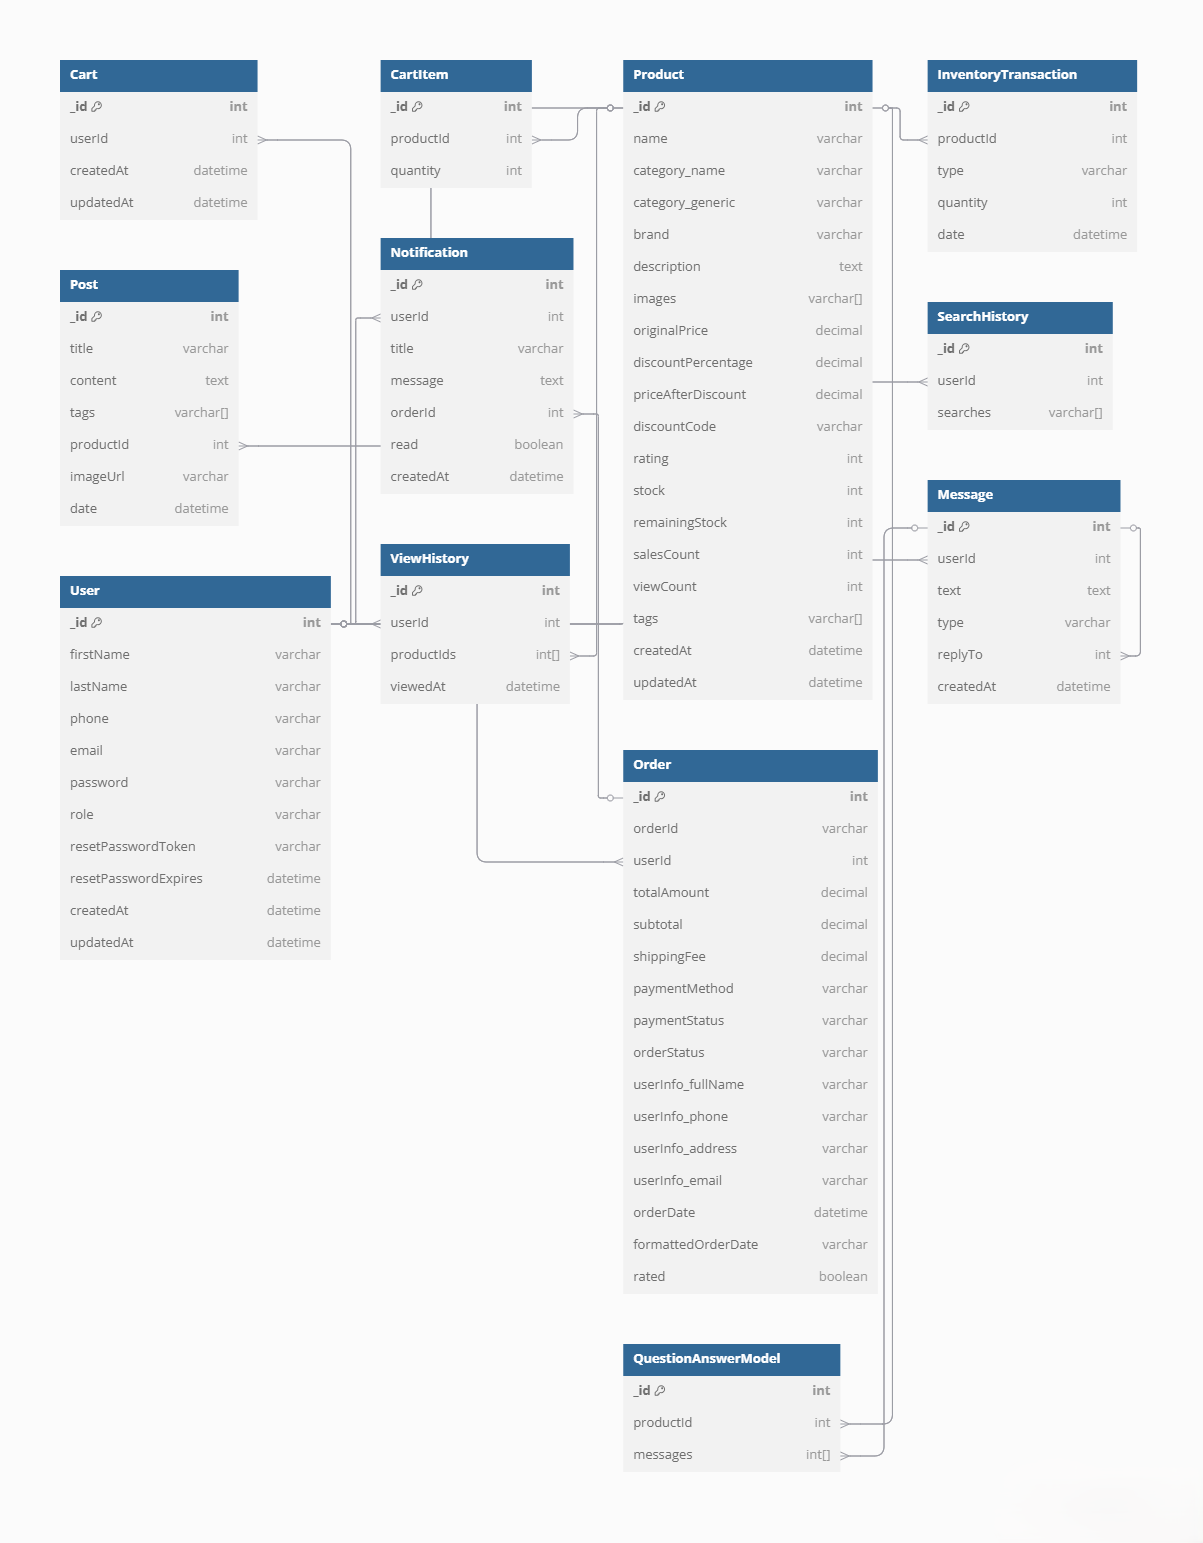 Cart
_id int
userId int
createdAt datetime
updatedAt datetime
Post
_id int
title varchar
content text
tags varchar[]
productId int
imageUrl varchar
date datetime
User
_id int
firstName varchar
lastName varchar
phone varchar
email varchar
password varchar
role varchar
resetPasswordToken varchar
resetPasswordExpires datetime
createdAt datetime
updatedAt datetime
CartItem
_id int
productId int
quantity int
Notification
_id int
userId int
title varchar
message text
orderId int
read boolean
createdAt datetime
ViewHistory
_id int
userId int
productIds int[]
viewedAt datetime
Product
_id int
name varchar
category_name varchar
category_generic varchar
brand varchar
description text
images varchar[]
originalPrice decimal
discountPercentage decimal
priceAfterDiscount decimal
discountCode varchar
rating int
stock int
remainingStock int
salesCount int
viewCount int
tags varchar[]
createdAt datetime
updatedAt datetime
Order
_id int
orderId varchar
userId int
totalAmount decimal
subtotal decimal
shippingFee decimal
paymentMethod varchar
paymentStatus varchar
orderStatus varchar
userInfo_fullName varchar
userInfo_phone varchar
userInfo_address varchar
userInfo_email varchar
orderDate datetime
formattedOrderDate varchar
rated boolean
QuestionAnswerModel
_id int
productId int
messages int[]
InventoryTransaction
_id int
productId int
type varchar
quantity int
date datetime
SearchHistory
_id int
userId int
searches varchar[]
Message
_id int
userId int
text text
type varchar
replyTo int
createdAt datetime